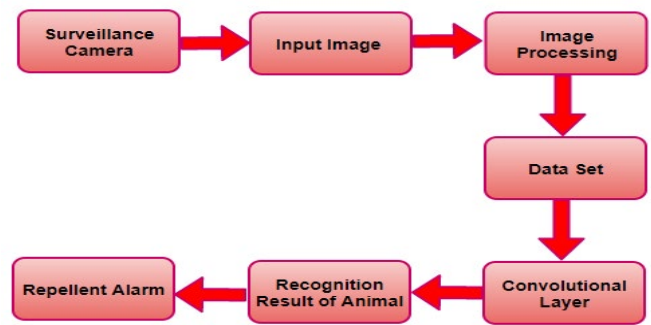 Surveillance
Camera
Input Image
Image
Processing
Data Set
Convolutional
Layer
Recognition
Result of Animal
Repellent Alarm